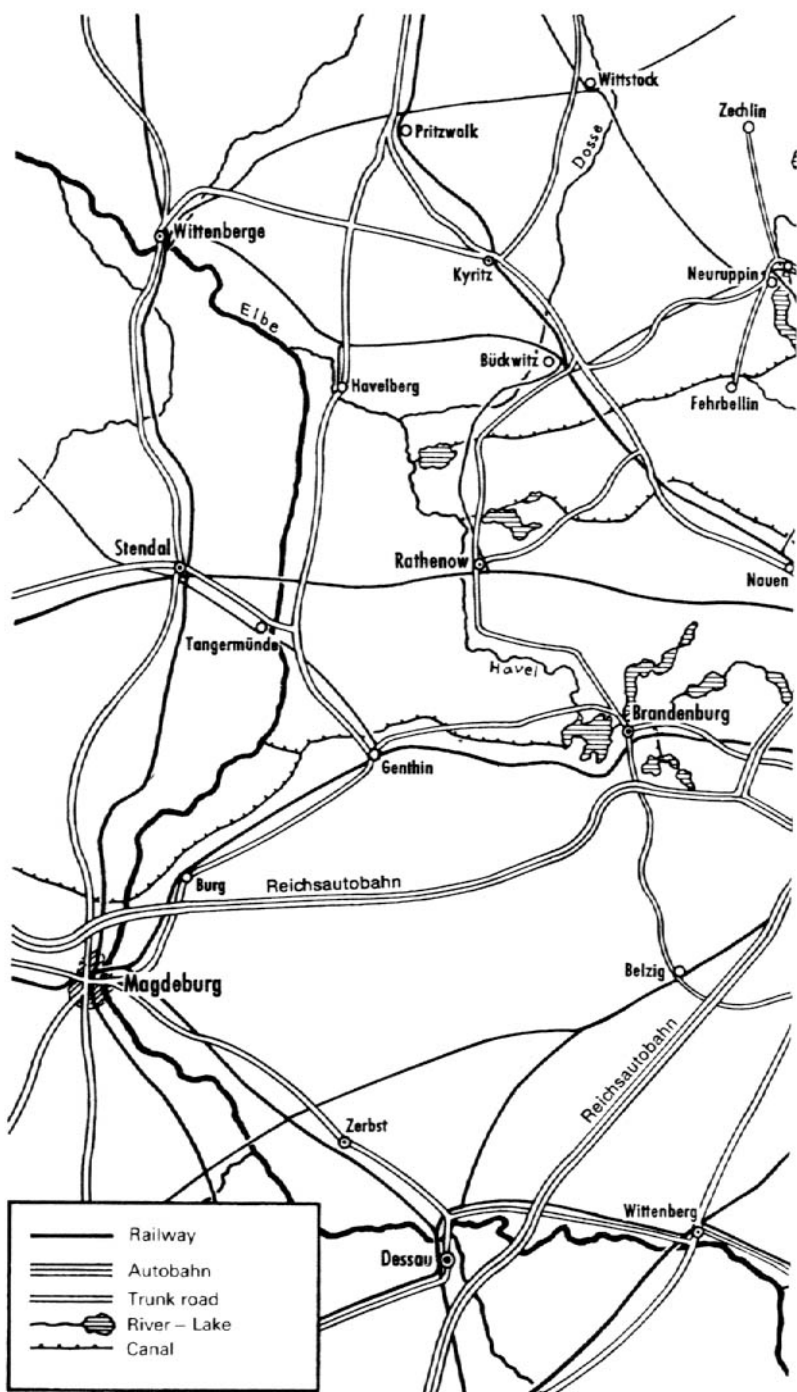 Wittstock
Zechlin
Pritzwalk
Dosse
Wittenberge
Kyritz
Neuruppin
Elbe
Bückwitz
Havelberg
Fehrbellin
Stendal
Rathenow
Nauen
Tangermünde
Havel
Brandenburg
Genthin
Burg
Reichsautobahn
Belzig
Magdeburg
Reichsautobahn
Zerbst
Wittenberg
Dessau
Railway
Autobahn
Trunk road
River – Lake
Canal